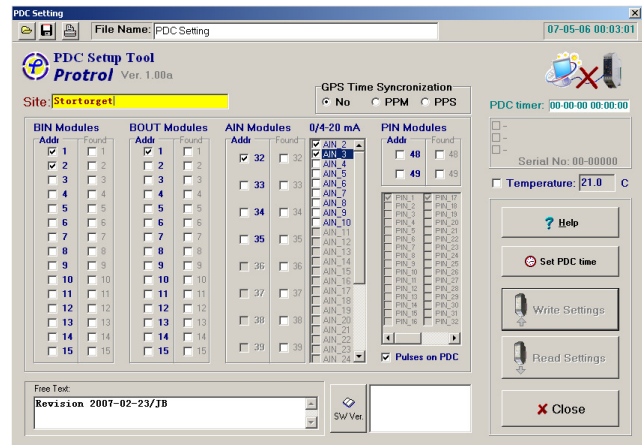 PDC Setting
File Name: PDC Setting
07-05-06 00:03:01
PDC Setup Tool
Protrol Ver. 1.00a
Site: Stortorget
GPS Time Syncronization
No PPM PPS
PDC timer: 00-00-00 00:00:00
BIN Modules BOUT Modules AIN Modules 0/4-20 mA PIN Modules
Addr Found Addr Found Addr Found Addr Found
1 1 1 1
2 2 2 2
3 3 3 3
4 4 4 4
5 5 5 5
6 6 6 6
7 7 7 7
8 8 8 8
9 9 9 9
10 10 10 10
11 11 11 11
12 12 12 12
13 13 13 13
14 14 14 14
15 15 15 15
32 32
33 33
34 34
35 35
36 36
37 37
38 38
39 39
AIN_2
AIN_3
AIN_4
AIN_5
AIN_6
AIN_7
AIN_8
AIN_9
AIN_10
AIN_11
AIN_12
AIN_13
AIN_14
AIN_15
AIN_16
AIN_17
AIN_18
AIN_19
AIN_20
AIN_21
AIN_22
AIN_23
AIN_24
48 48
49 49
PIN_1 PIN_17
PIN_2 PIN_18
PIN_3 PIN_19
PIN_4 PIN_20
PIN_5 PIN_21
PIN_6 PIN_22
PIN_7 PIN_23
PIN_8 PIN_24
PIN_9 PIN_25
PIN_10 PIN_26
PIN_11 PIN_27
PIN_12 PIN_28
PIN_13 PIN_29
PIN_14 PIN_30
PIN_15 PIN_31
PIN_16 PIN_32
Pulses on PDC
-
-
-
Serial No: 00-00000
Temperature: 21.0 C
? Help
Set PDC time
Write Settings
Read Settings
Close
Free Text:
Revision 2007-02-23/JB
SW Ver.